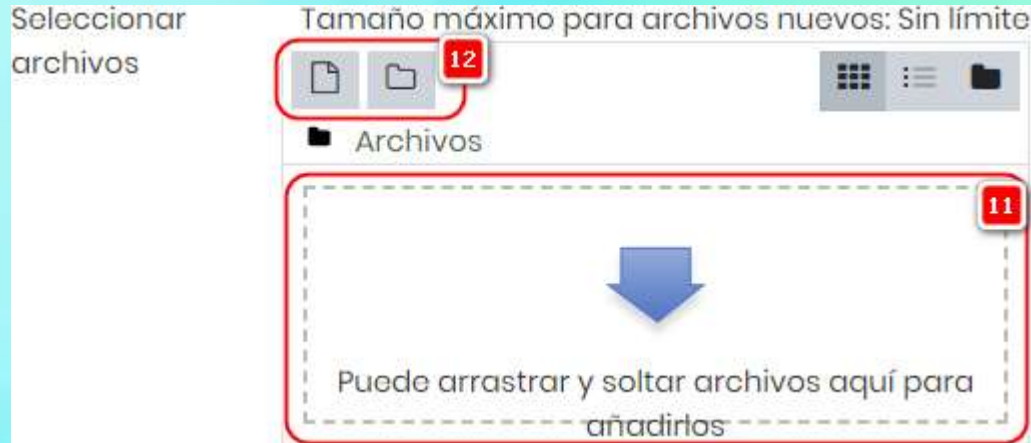 Seleccionar
archivos
Tamaño máximo para archivos nuevos: Sin límite
12
Archivos
11
Puede arrastrar y soltar archivos aquí para
añadirlos